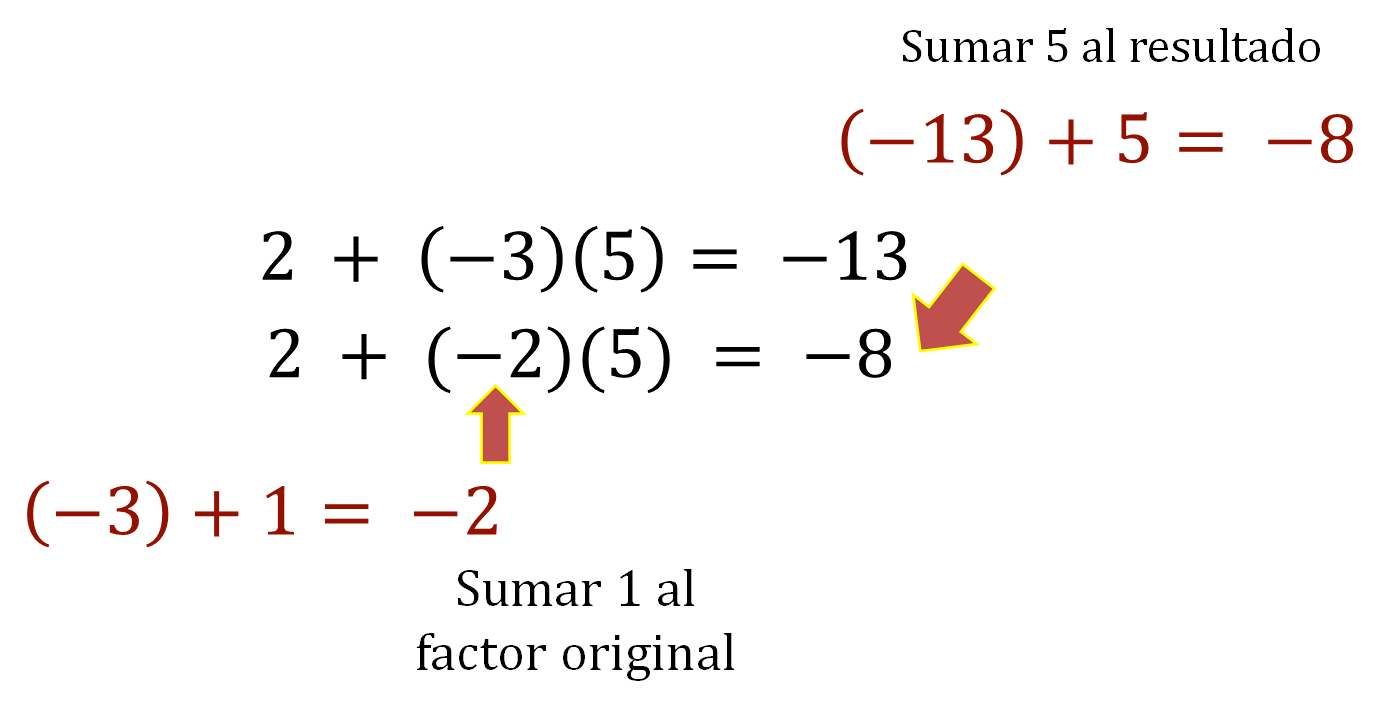 Sumar 5 al resultado
(−13) + 5 = −8
2 + (−3)(5) = −13
2 + (−2)(5) = −8
(−3) + 1 = −2
Sumar 1 al
factor original